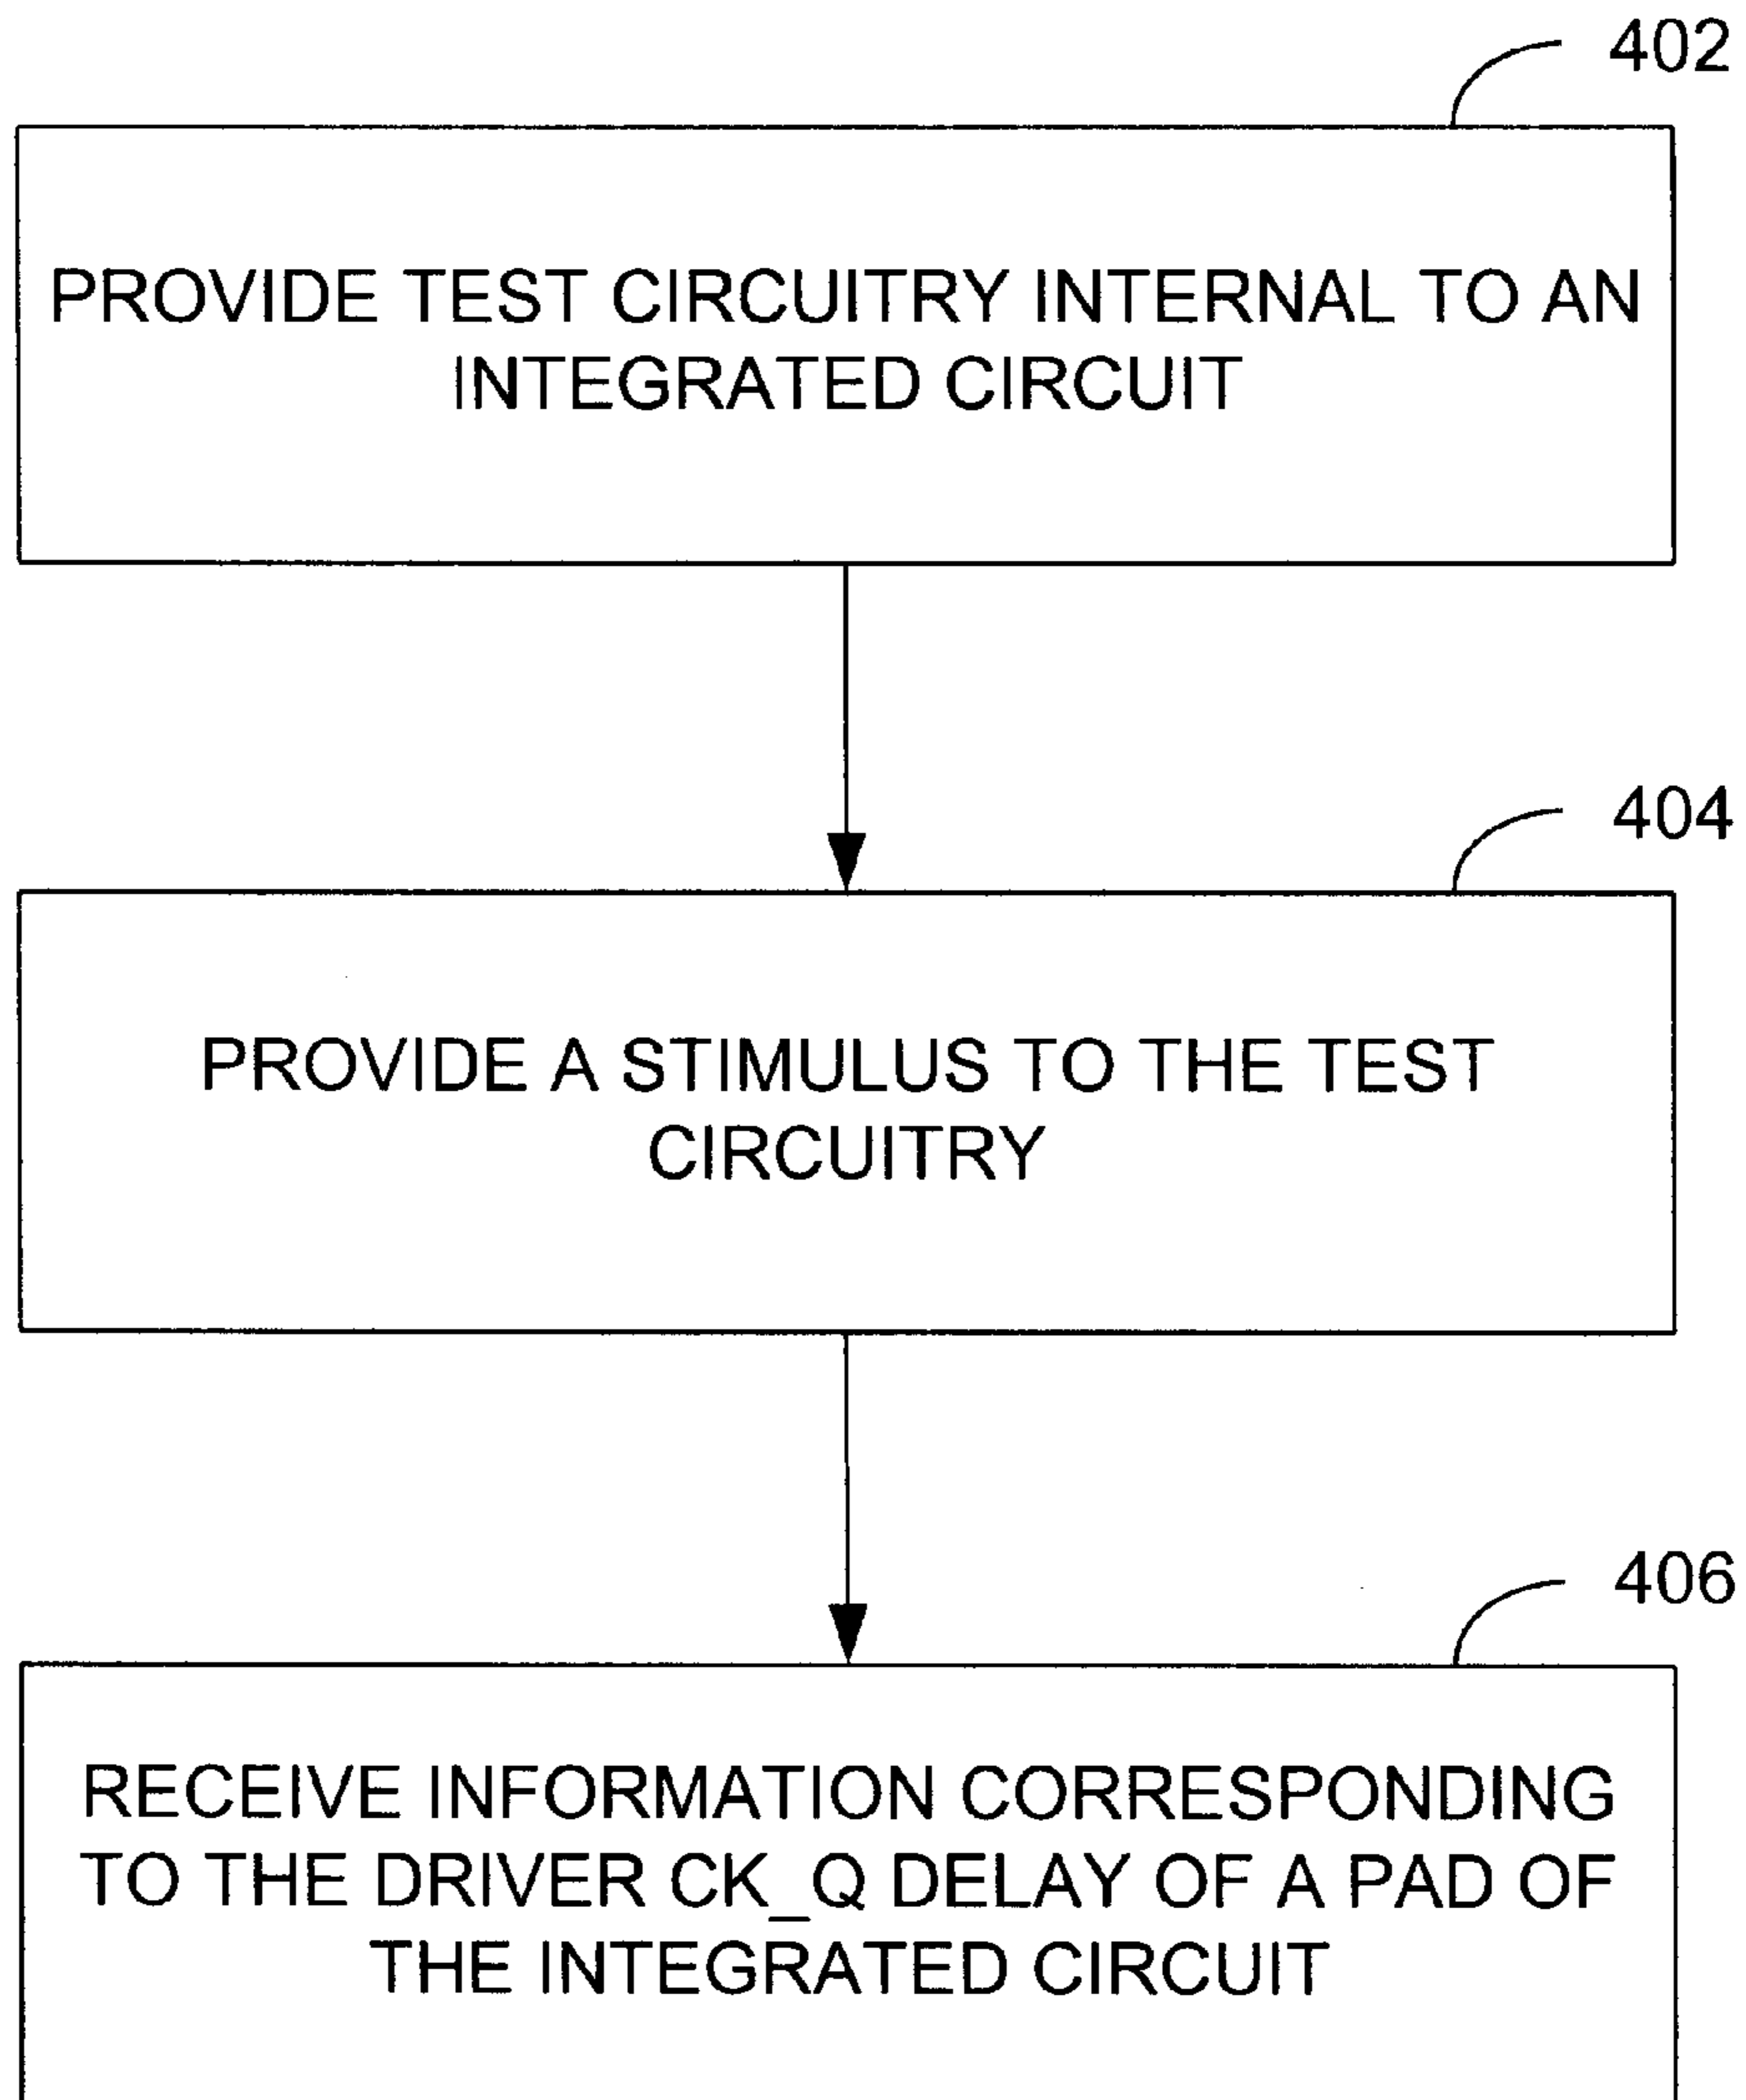 402
PROVIDE TEST CIRCUITRY INTERNAL TO AN
INTEGRATED CIRCUIT
404
PROVIDE A STIMULUS TO THE TEST
CIRCUITRY
406
RECEIVE INFORMATION CORRESPONDING
TO THE DRIVER CK_Q DELAY OF A PAD OF
THE INTEGRATED CIRCUIT